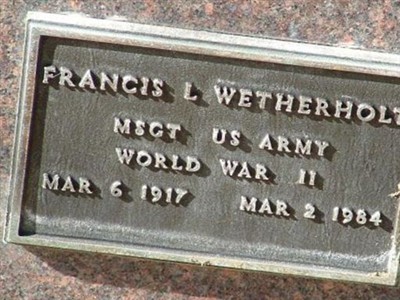 FRANCIS L WETHERHOLT
MSGT US ARMY
WORLD WAR II
MAR 6 1917 MAR 2 1984